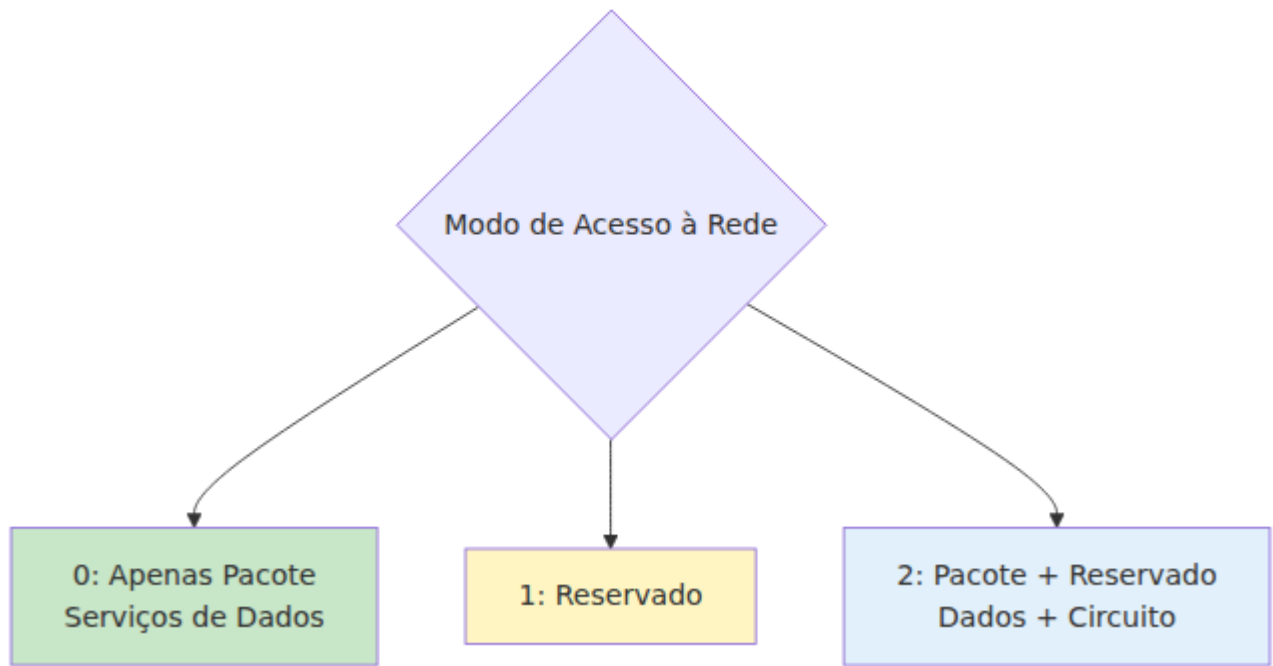 Modo de Acesso à Rede
0: Apenas Pacote
Serviços de Dados
1: Reservado
2: Pacote + Reservado
Dados + Circuito